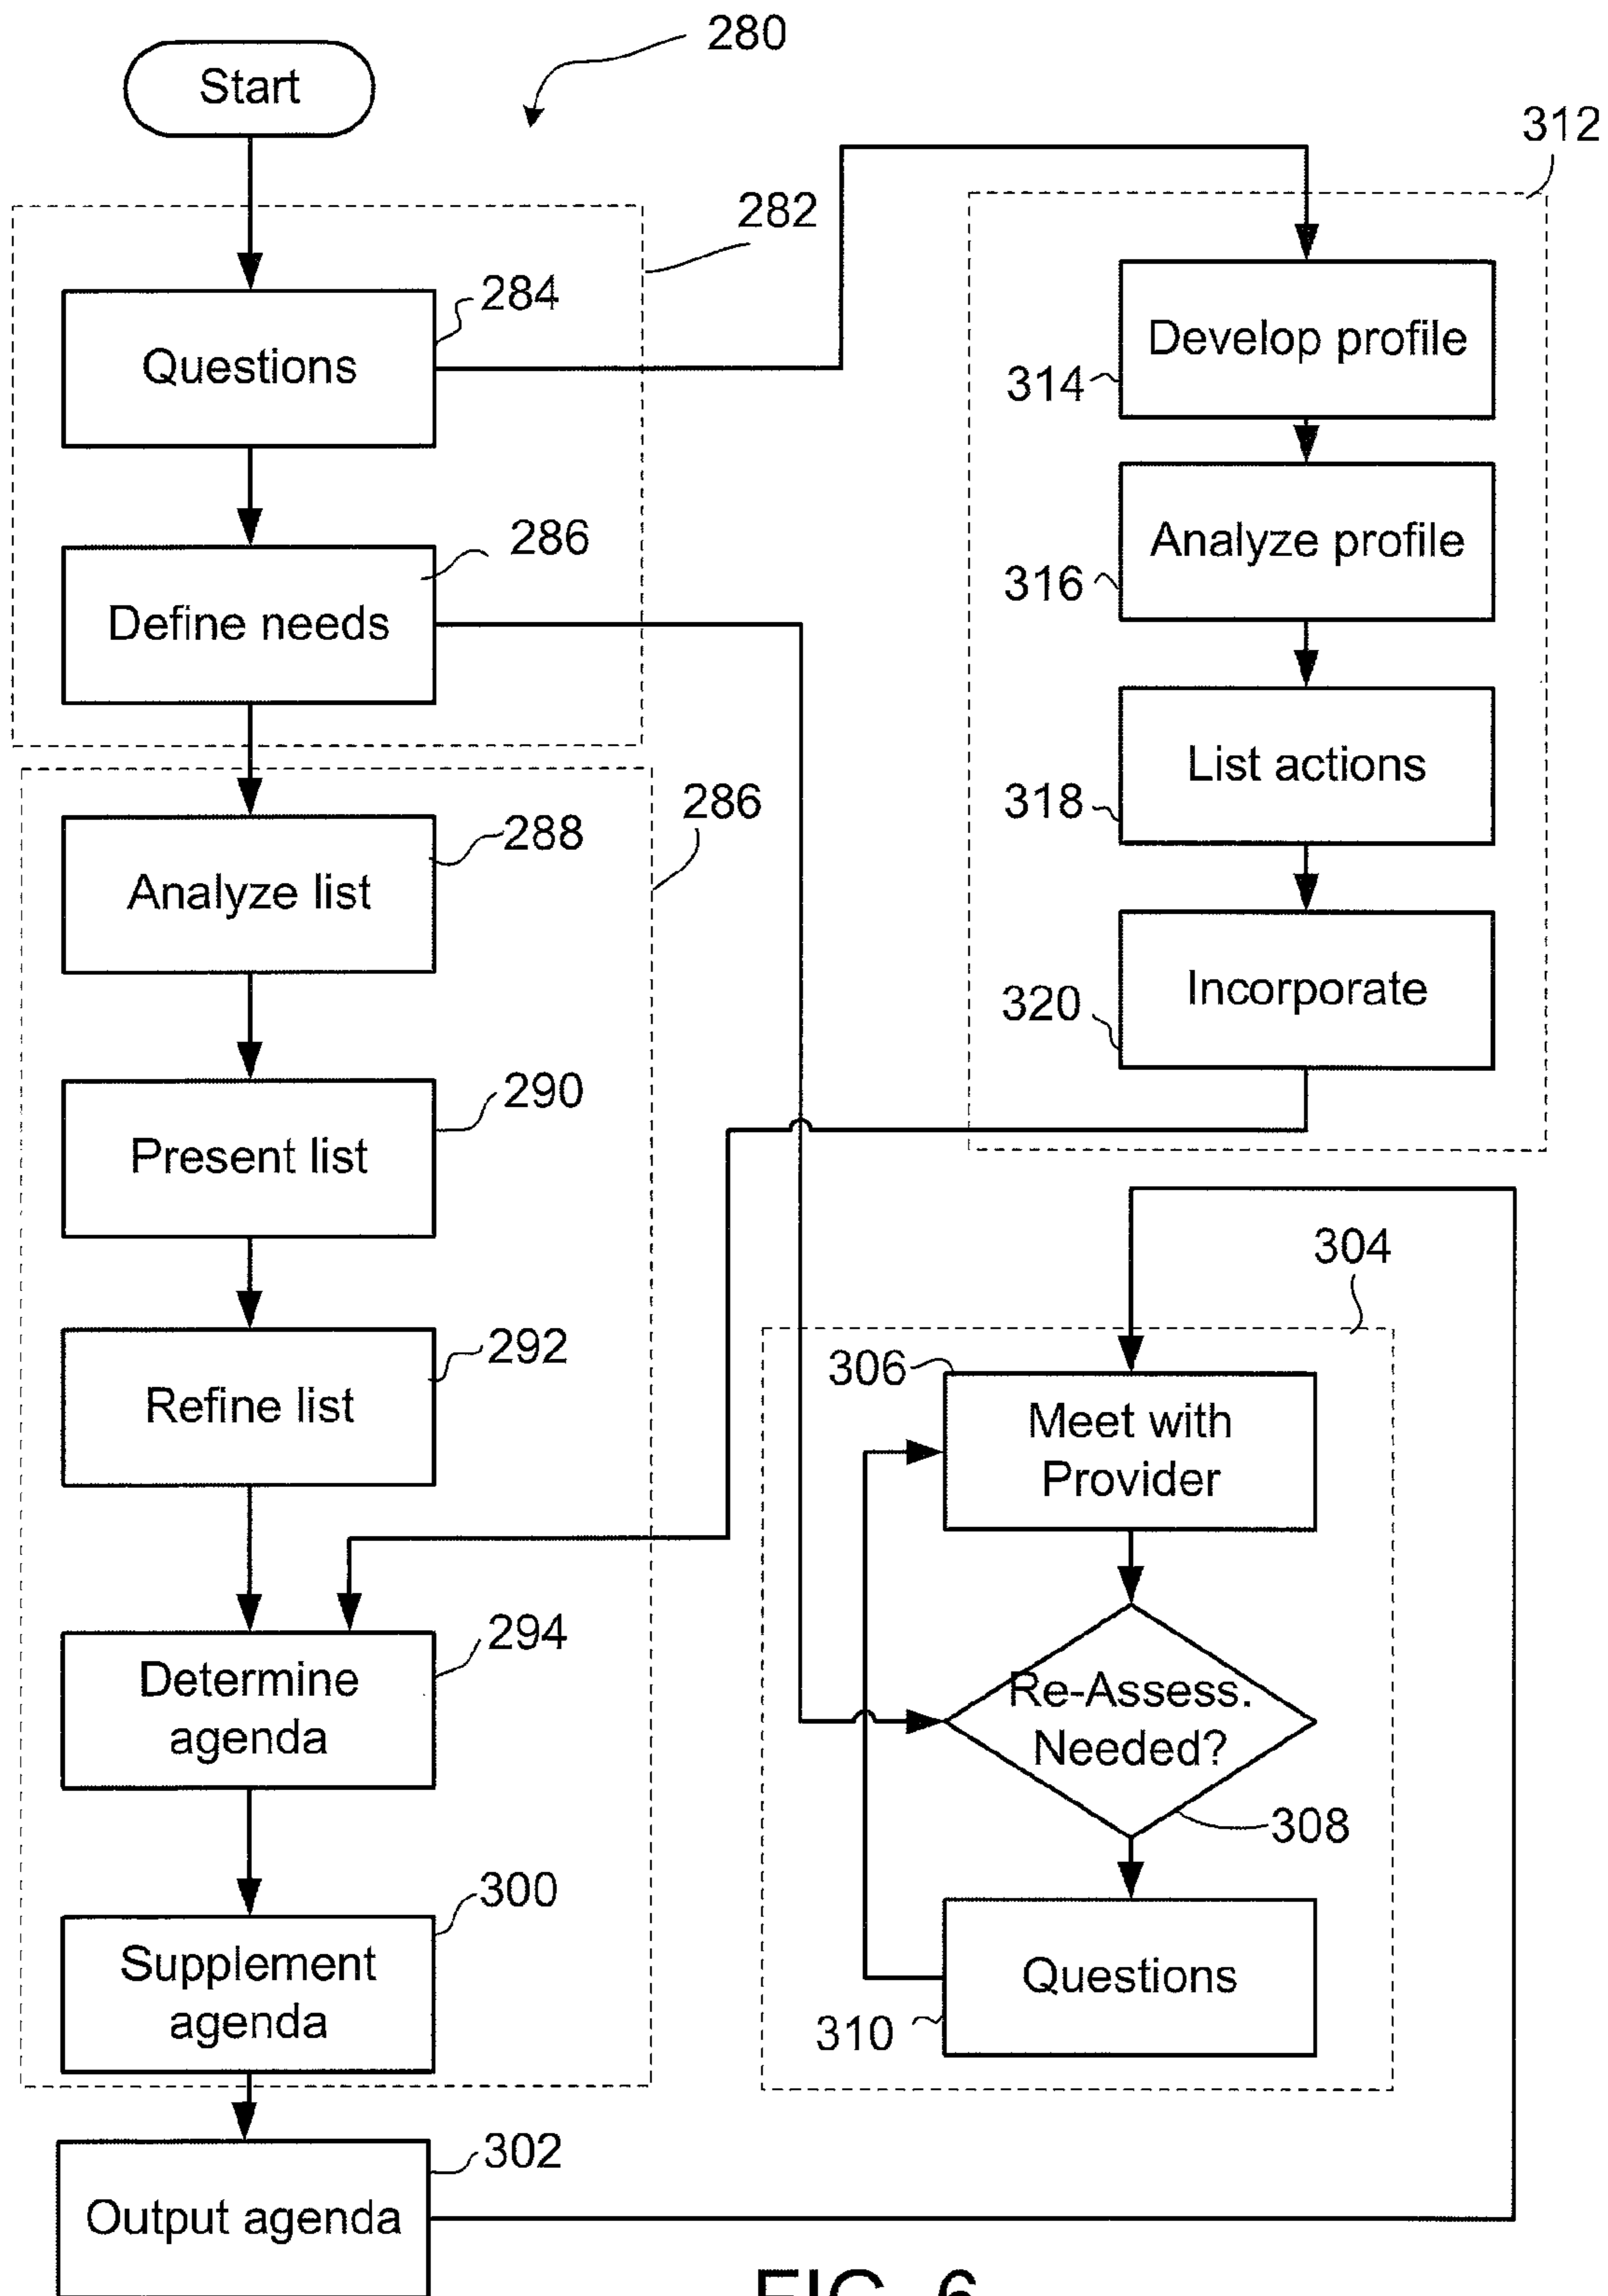 280
Start
312
282
284
Questions
Develop profile
314
286
Define needs
Analyze profile
316
286
288
Analyze list
List actions
318
290
Present list
Incorporate
320
304
292
Refine list
306
Meet with
Provider
294
Determine
agenda
Re-Assess.
Needed?
308
300
Supplement
agenda
Questions
310
302
Output agenda
FIG. 6